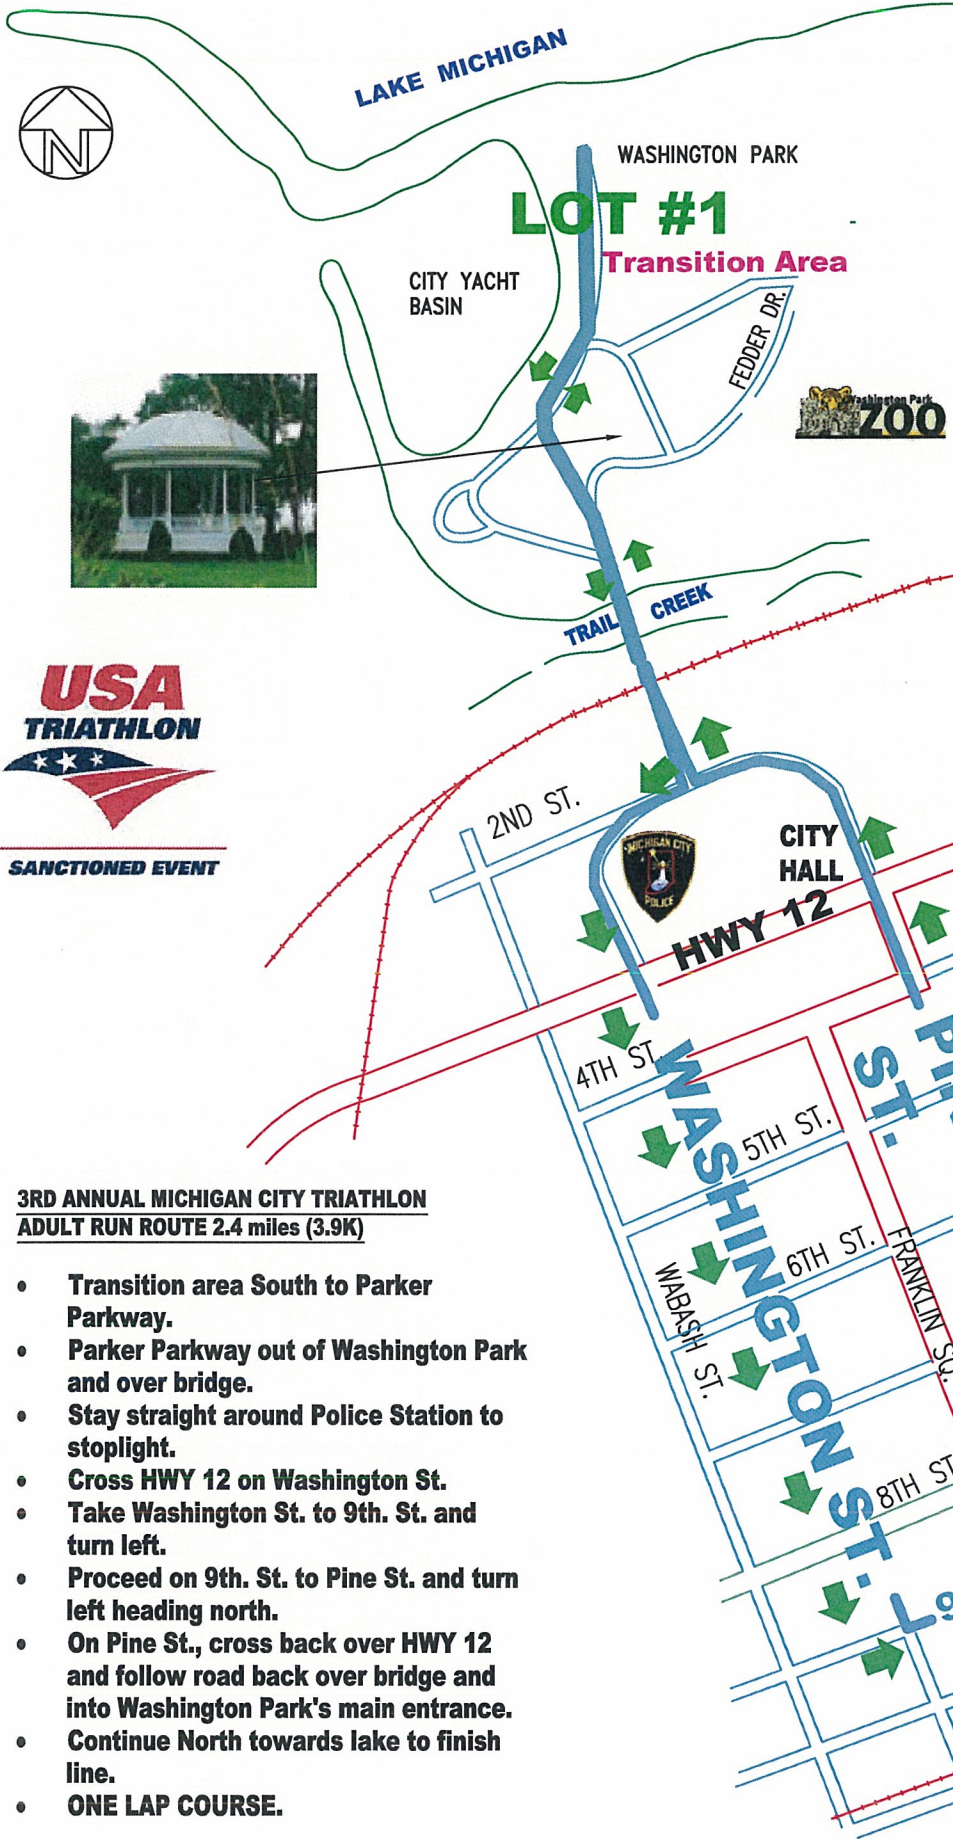 LAKE MICHIGAN
N
WASHINGTON PARK
LOT #1
Transition Area
CITY YACHT
BASIN
FEDDER DR.
Washington Park
ZOO
TRAIL CREEK
USA
TRIATHLON
SANCTIONED EVENT
2ND ST.
MICHIGAN CITY
POLICE
CITY
HALL
HWY 12
4TH ST.
WASHINGTON ST.
ST.
5TH ST.
6TH ST.
FRANKLIN SQ.
WABASH ST.
8TH ST
9
3RD ANNUAL MICHIGAN CITY TRIATHLON
ADULT RUN ROUTE 2.4 miles (3.9K)
• Transition area South to Parker
Parkway.
• Parker Parkway out of Washington Park
and over bridge.
• Stay straight around Police Station to
stoplight.
• Cross HWY 12 on Washington St.
• Take Washington St. to 9th. St. and
turn left.
• Proceed on 9th. St. to Pine St. and turn
left heading north.
• On Pine St., cross back over HWY 12
and follow road back over bridge and
into Washington Park's main entrance.
• Continue North towards lake to finish
line.
• ONE LAP COURSE.